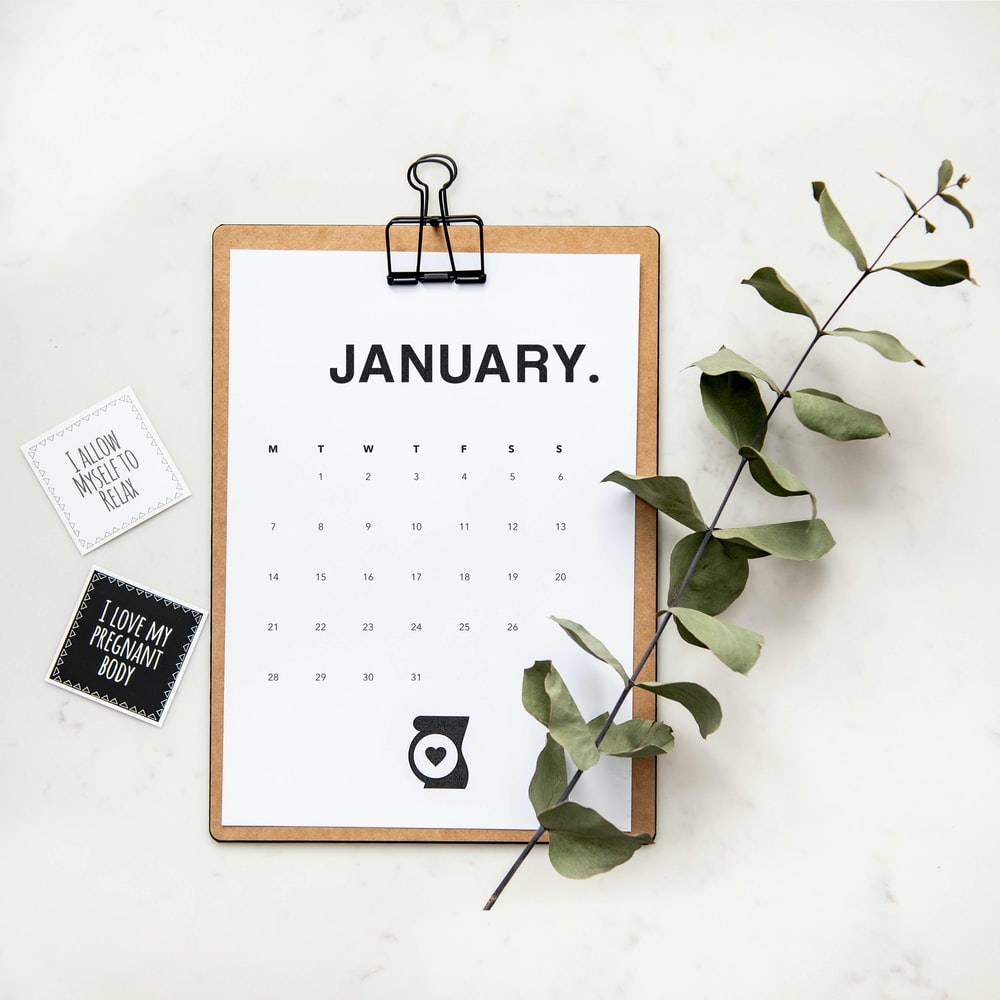 JANUARY.
M T W T F S S
1 2 3 4 5 6
7 8 9 10 11 12 13
14 15 16 17 18 19 20
21 22 23 24 25 26
28 29 30 31
I ALLOW
MYSELF TO
RELAX
I LOVE MY
PREGNANT
BODY